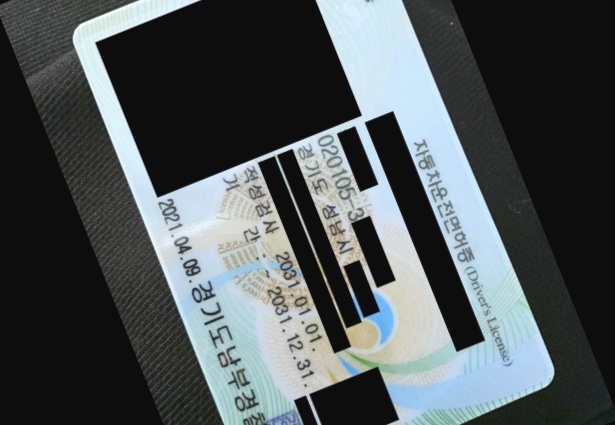 자동차운전면허증 (Driver's License)
020105-3
경기도 성남시
적성검사 2031.01.01.
기 간 : ~ 2031.12.31.
2021.04.09. 경기도남부경찰